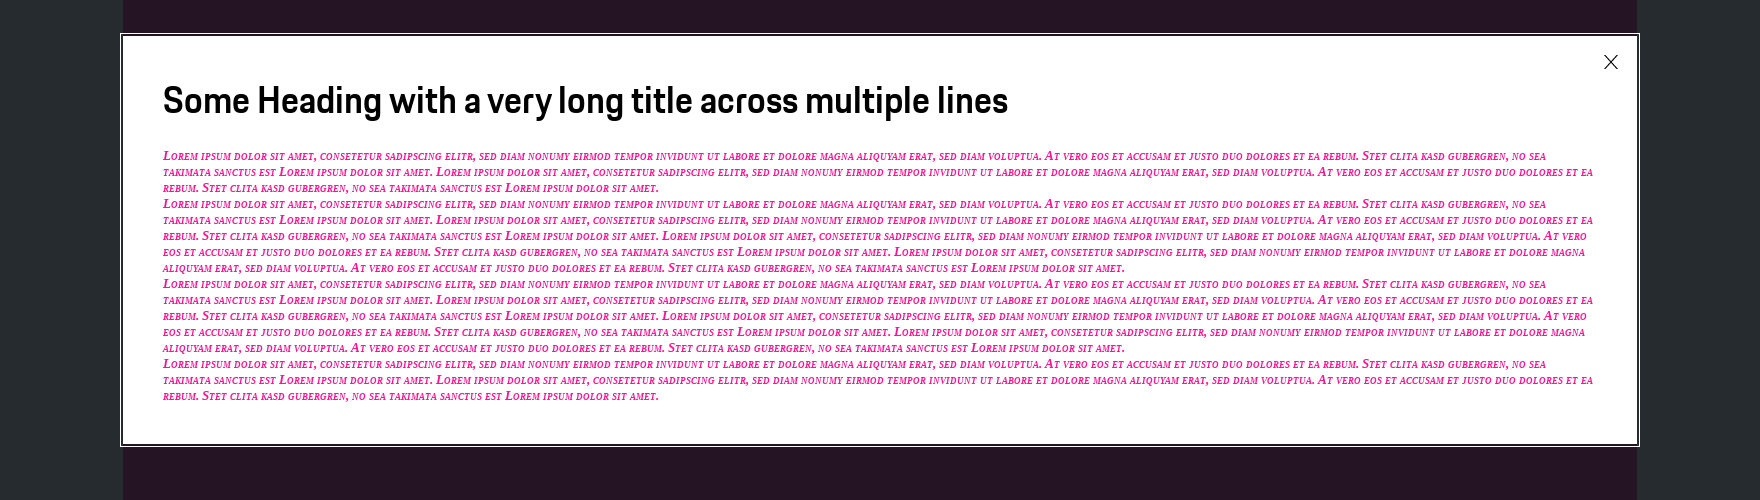 Some Heading with a very long title across multiple lines
Lorem ipsum dolor sit amet, consetetur sadipscing elitr, sed diam nonumy eirmod tempor invidunt ut labore et dolore magna aliquyam erat, sed diam voluptua. At vero eos et accusam et justo duo dolores et ea rebum. Stet clita kasd gubergren, no sea
takimata sanctus est Lorem ipsum dolor sit amet. Lorem ipsum dolor sit amet, consetetur sadipscing elitr, sed diam nonumy eirmod tempor invidunt ut labore et dolore magna aliquyam erat, sed diam voluptua. At vero eos et accusam et justo duo dolores et ea
rebum. Stet clita kasd gubergren, no sea takimata sanctus est Lorem ipsum dolor sit amet.
Lorem ipsum dolor sit amet, consetetur sadipscing elitr, sed diam nonumy eirmod tempor invidunt ut labore et dolore magna aliquyam erat, sed diam voluptua. At vero eos et accusam et justo duo dolores et ea rebum. Stet clita kasd gubergren, no sea
takimata sanctus est Lorem ipsum dolor sit amet. Lorem ipsum dolor sit amet, consetetur sadipscing elitr, sed diam nonumy eirmod tempor invidunt ut labore et dolore magna aliquyam erat, sed diam voluptua. At vero eos et accusam et justo duo dolores et ea
rebum. Stet clita kasd gubergren, no sea takimata sanctus est Lorem ipsum dolor sit amet. Lorem ipsum dolor sit amet, consetetur sadipscing elitr, sed diam nonumy eirmod tempor invidunt ut labore et dolore magna aliquyam erat, sed diam voluptua. At vero
eos et accusam et justo duo dolores et ea rebum. Stet clita kasd gubergren, no sea takimata sanctus est Lorem ipsum dolor sit amet. Lorem ipsum dolor sit amet, consetetur sadipscing elitr, sed diam nonumy eirmod tempor invidunt ut labore et dolore magna
aliquyam erat, sed diam voluptua. At vero eos et accusam et justo duo dolores et ea rebum. Stet clita kasd gubergren, no sea takimata sanctus est Lorem ipsum dolor sit amet.
Lorem ipsum dolor sit amet, consetetur sadipscing elitr, sed diam nonumy eirmod tempor invidunt ut labore et dolore magna aliquyam erat, sed diam voluptua. At vero eos et accusam et justo duo dolores et ea rebum. Stet clita kasd gubergren, no sea
takimata sanctus est Lorem ipsum dolor sit amet. Lorem ipsum dolor sit amet, consetetur sadipscing elitr, sed diam nonumy eirmod tempor invidunt ut labore et dolore magna aliquyam erat, sed diam voluptua. At vero eos et accusam et justo duo dolores et ea
rebum. Stet clita kasd gubergren, no sea takimata sanctus est Lorem ipsum dolor sit amet. Lorem ipsum dolor sit amet, consetetur sadipscing elitr, sed diam nonumy eirmod tempor invidunt ut labore et dolore magna aliquyam erat, sed diam voluptua. At vero
eos et accusam et justo duo dolores et ea rebum. Stet clita kasd gubergren, no sea takimata sanctus est Lorem ipsum dolor sit amet. Lorem ipsum dolor sit amet, consetetur sadipscing elitr, sed diam nonumy eirmod tempor invidunt ut labore et dolore magna
aliquyam erat, sed diam voluptua. At vero eos et accusam et justo duo dolores et ea rebum. Stet clita kasd gubergren, no sea takimata sanctus est Lorem ipsum dolor sit amet.
Lorem ipsum dolor sit amet, consetetur sadipscing elitr, sed diam nonumy eirmod tempor invidunt ut labore et dolore magna aliquyam erat, sed diam voluptua. At vero eos et accusam et justo duo dolores et ea rebum. Stet clita kasd gubergren, no sea
takimata sanctus est Lorem ipsum dolor sit amet. Lorem ipsum dolor sit amet, consetetur sadipscing elitr, sed diam nonumy eirmod tempor invidunt ut labore et dolore magna aliquyam erat, sed diam voluptua. At vero eos et accusam et justo duo dolores et ea
rebum. Stet clita kasd gubergren, no sea takimata sanctus est Lorem ipsum dolor sit amet.